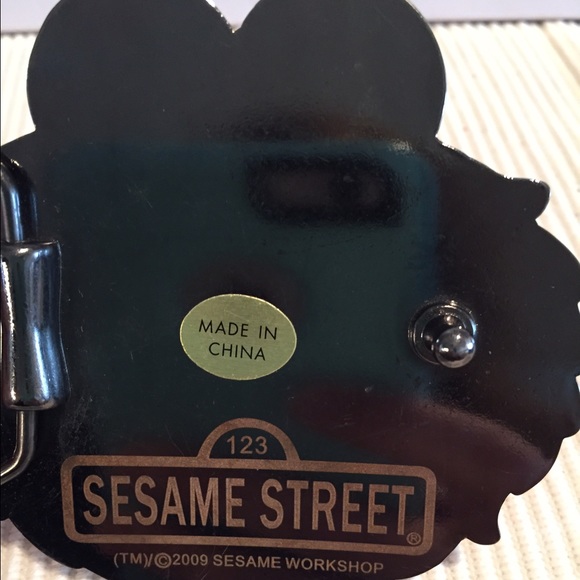 MADE IN
CHINA
123
SESAME STREET®
(TM)/©2009 SESAME WORKSHOP